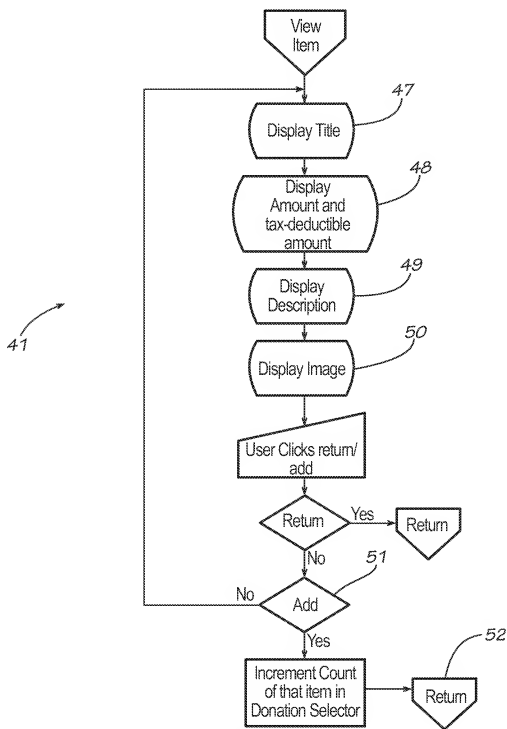 View
Item
47
Display Title
48
Display
Amount and
tax-deductible
amount
49
Display
Description
41
50
Display Image
User Clicks return/
add
Return
Yes
Return
No
51
No
Add
Yes
52
Increment Count
of that item in
Donation Selector
Return